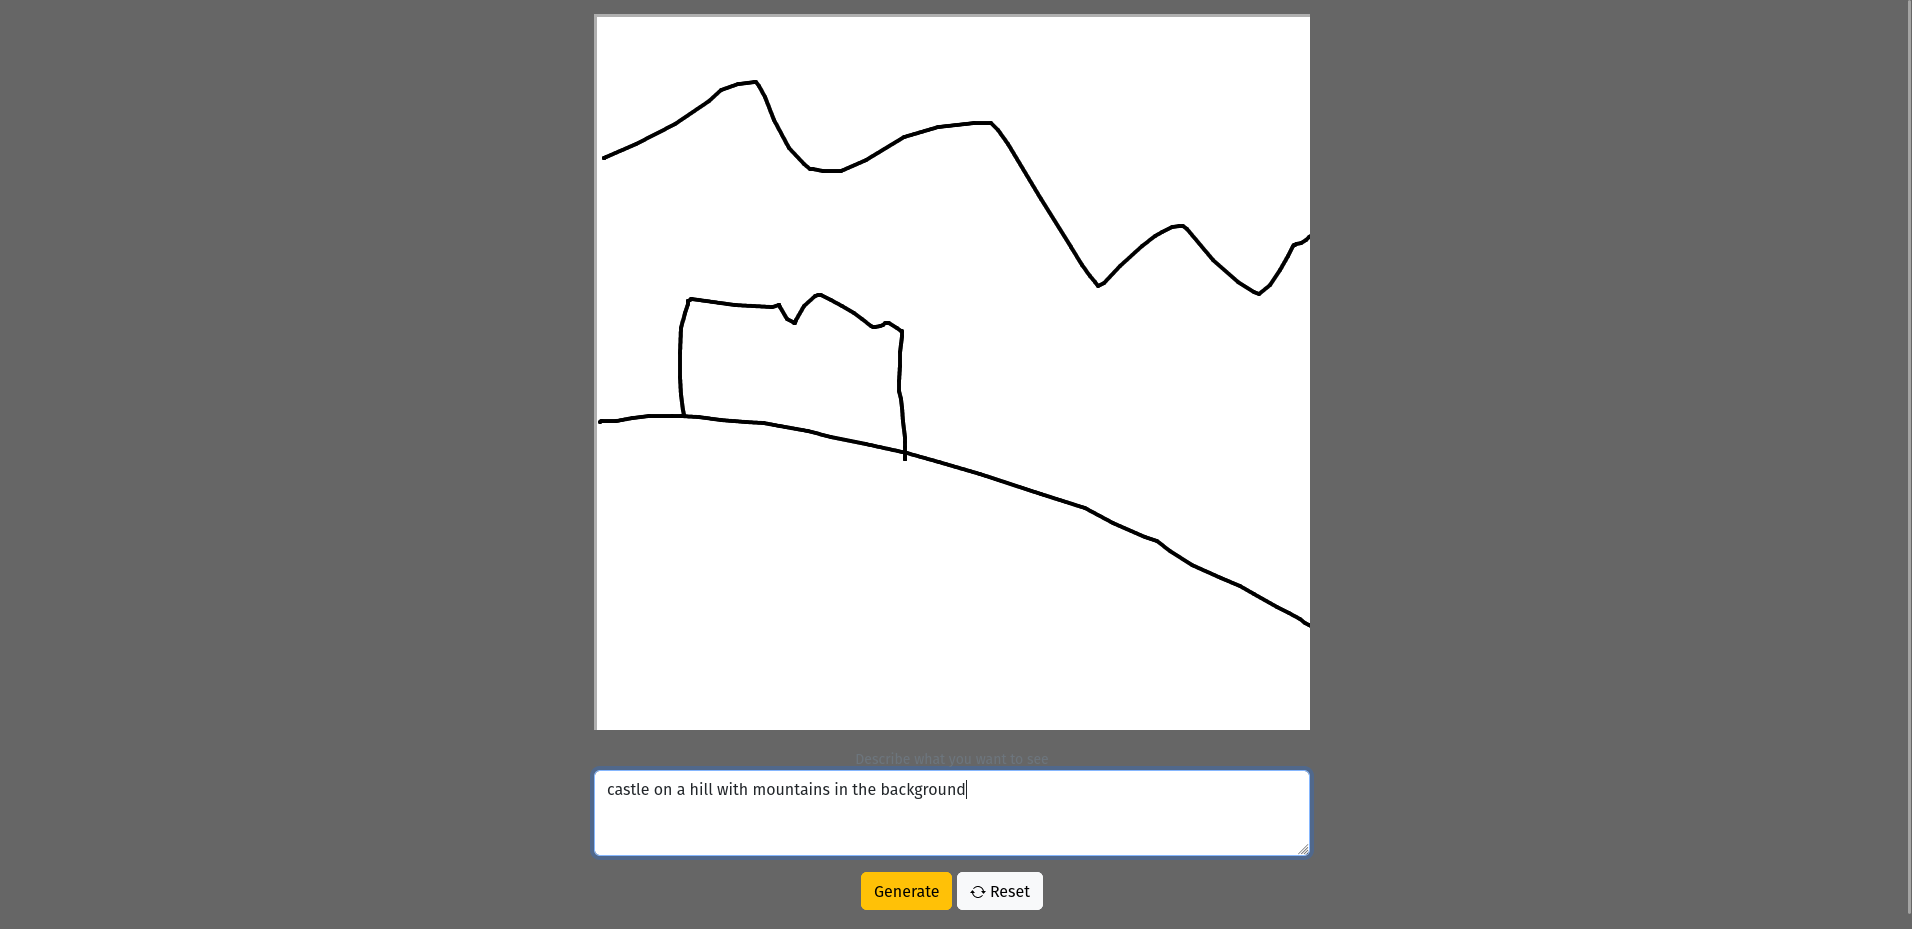 Describe what you want to see
castle on a hill with mountains in the background
Generate
Reset